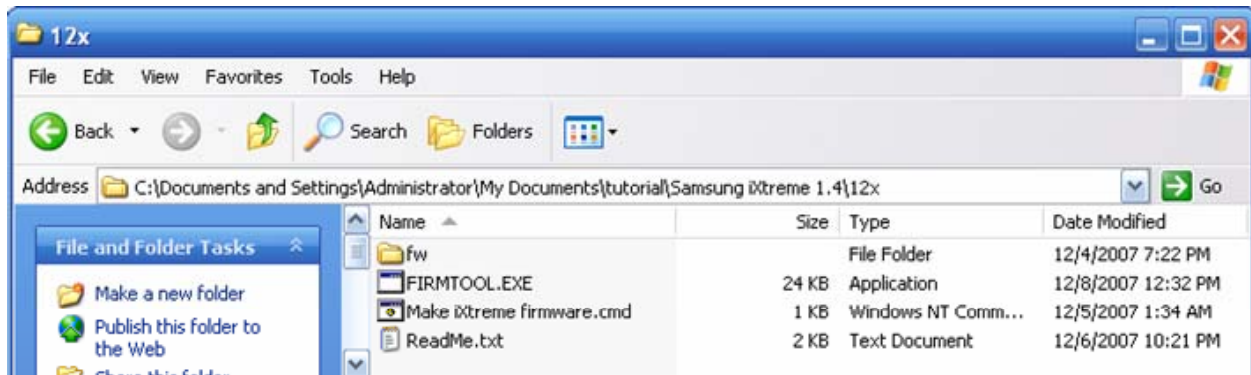 12x
File Edit View Favorites Tools Help
Back Search Folders
Address C:\Documents and Settings\Administrator\My Documents\tutorial\Samsung iXtreme 1.4\12x Go
Name Size Type Date Modified
File and Folder Tasks
fw File Folder 12/4/2007 7:22 PM
FIRMTOOL.EXE 24 KB Application 12/8/2007 12:32 PM
Make a new folder
Make iXtreme firmware.cmd 1 KB Windows NT Comm... 12/5/2007 1:34 AM
Publish this folder to
the Web
ReadMe.txt 2 KB Text Document 12/6/2007 10:21 PM
Share this folder